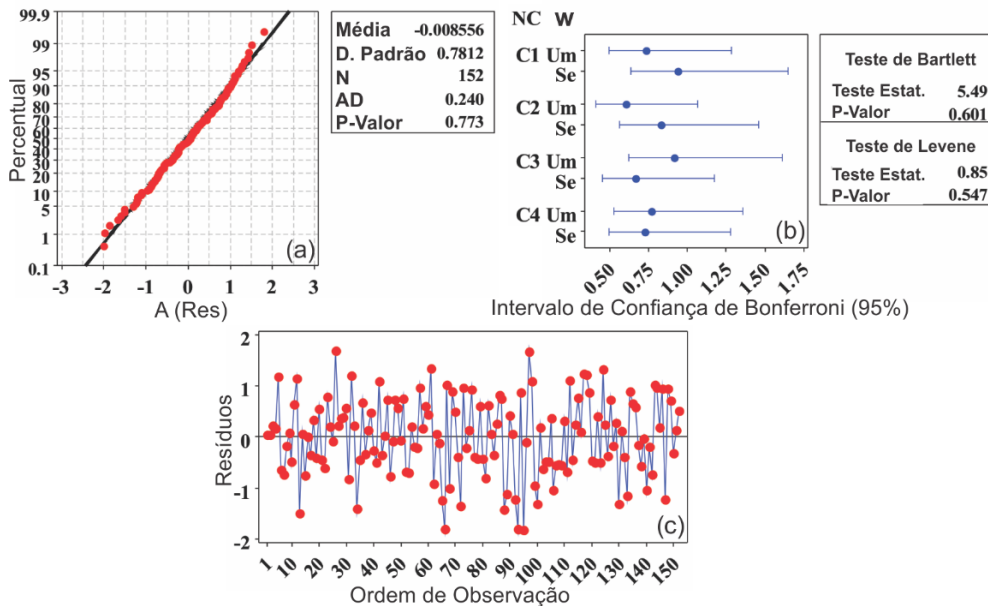 99.9
99
95
90
80
70
60
50
40
30
20
10
5
1
0.1
Percentual
-3 -2 -1 0 1 2 3
A (Res)
(a)
Média -0.008556
D. Padrão 0.7812
N 152
AD 0.240
P-Valor 0.773
NC W
C1 Um
Se
C2 Um
Se
C3 Um
Se
C4 Um
Se
(b)
0.50 0.75 1.00 1.25 1.50 1.75
Intervalo de Confiança de Bonferroni (95%)
Teste de Bartlett
Teste Estat. 5.49
P-Valor 0.601
Teste de Levene
Teste Estat. 0.85
P-Valor 0.547
2
1
0
-1
-2
Resíduos
(c)
1 10 20 30 40 50 60 70 80 90 100 110 120 130 140 150
Ordem de Observação